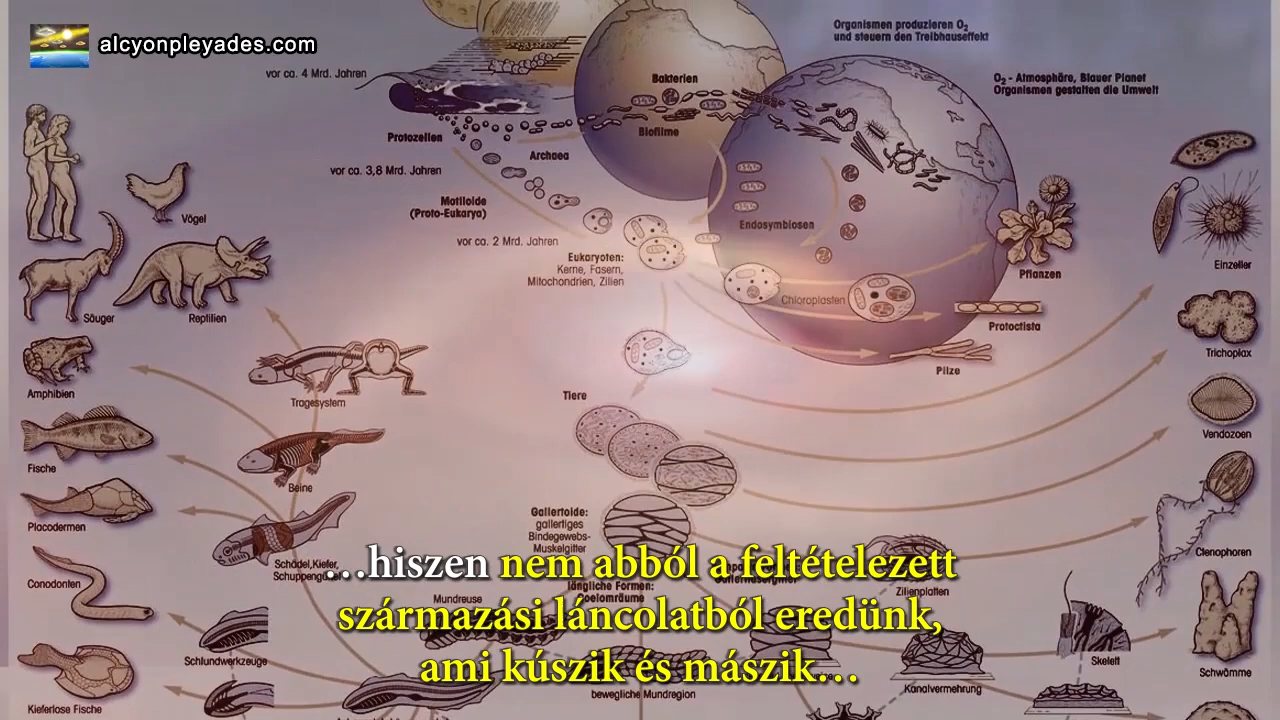 alcyonpleyades.com
Organismen produzieren O2
und steuern den Treibhauseffekt
vor ca. 4 Mrd. Jahren
Bakterien
O2 - Atmosphäre, Blauer Planet
Organismen gestalten die Umwelt
Protozellen
Biofilme
Archaea
vor ca. 3,8 Mrd. Jahren
Motiloide
(Proto-Eukarya)
Vögel
Endosymbiosen
vor ca. 2 Mrd. Jahren
Eukaryoten:
Kerne, Fasern,
Mitochondrien, Zilien
Pflanzen
Einzeller
Chloroplasten
Säuger
Reptilien
Protoctista
Trichoplax
Pilze
Amphibien
Tragesystem
Tiere
Vendozoen
Fische
Beine
Placodermen
Gallertoide:
gallertiges
Bindegewebs-
Muskelgitter
Ctenophoren
Schädel, Kiefer,
Conodonten
Zilienplatten
längliche Formen:
Mundreuse
Schlundwerkzeuge
Skelett
Schwämme
Kanalvermehrung
bewegliche Mundregion
Kieferlose Fische
…hiszen nem abból a feltételezett
származási láncolatból eredünk,
ami kúszik és mászik…